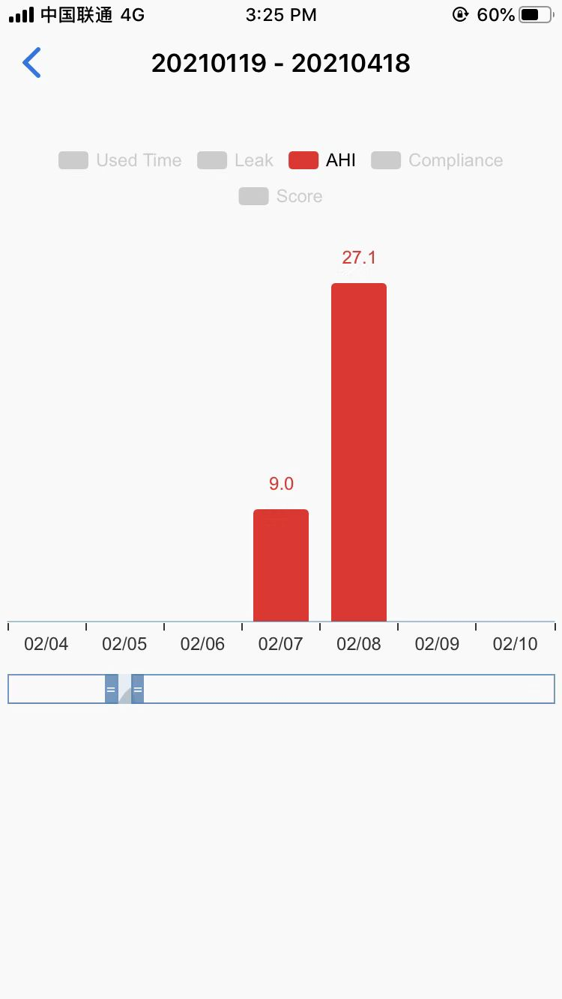 中国联通 4G 3:25 PM 60%
20210119 - 20210418
Used Time Leak AHI Compliance
Score
27.1
9.0
02/04 02/05 02/06 02/07 02/08 02/09 02/10